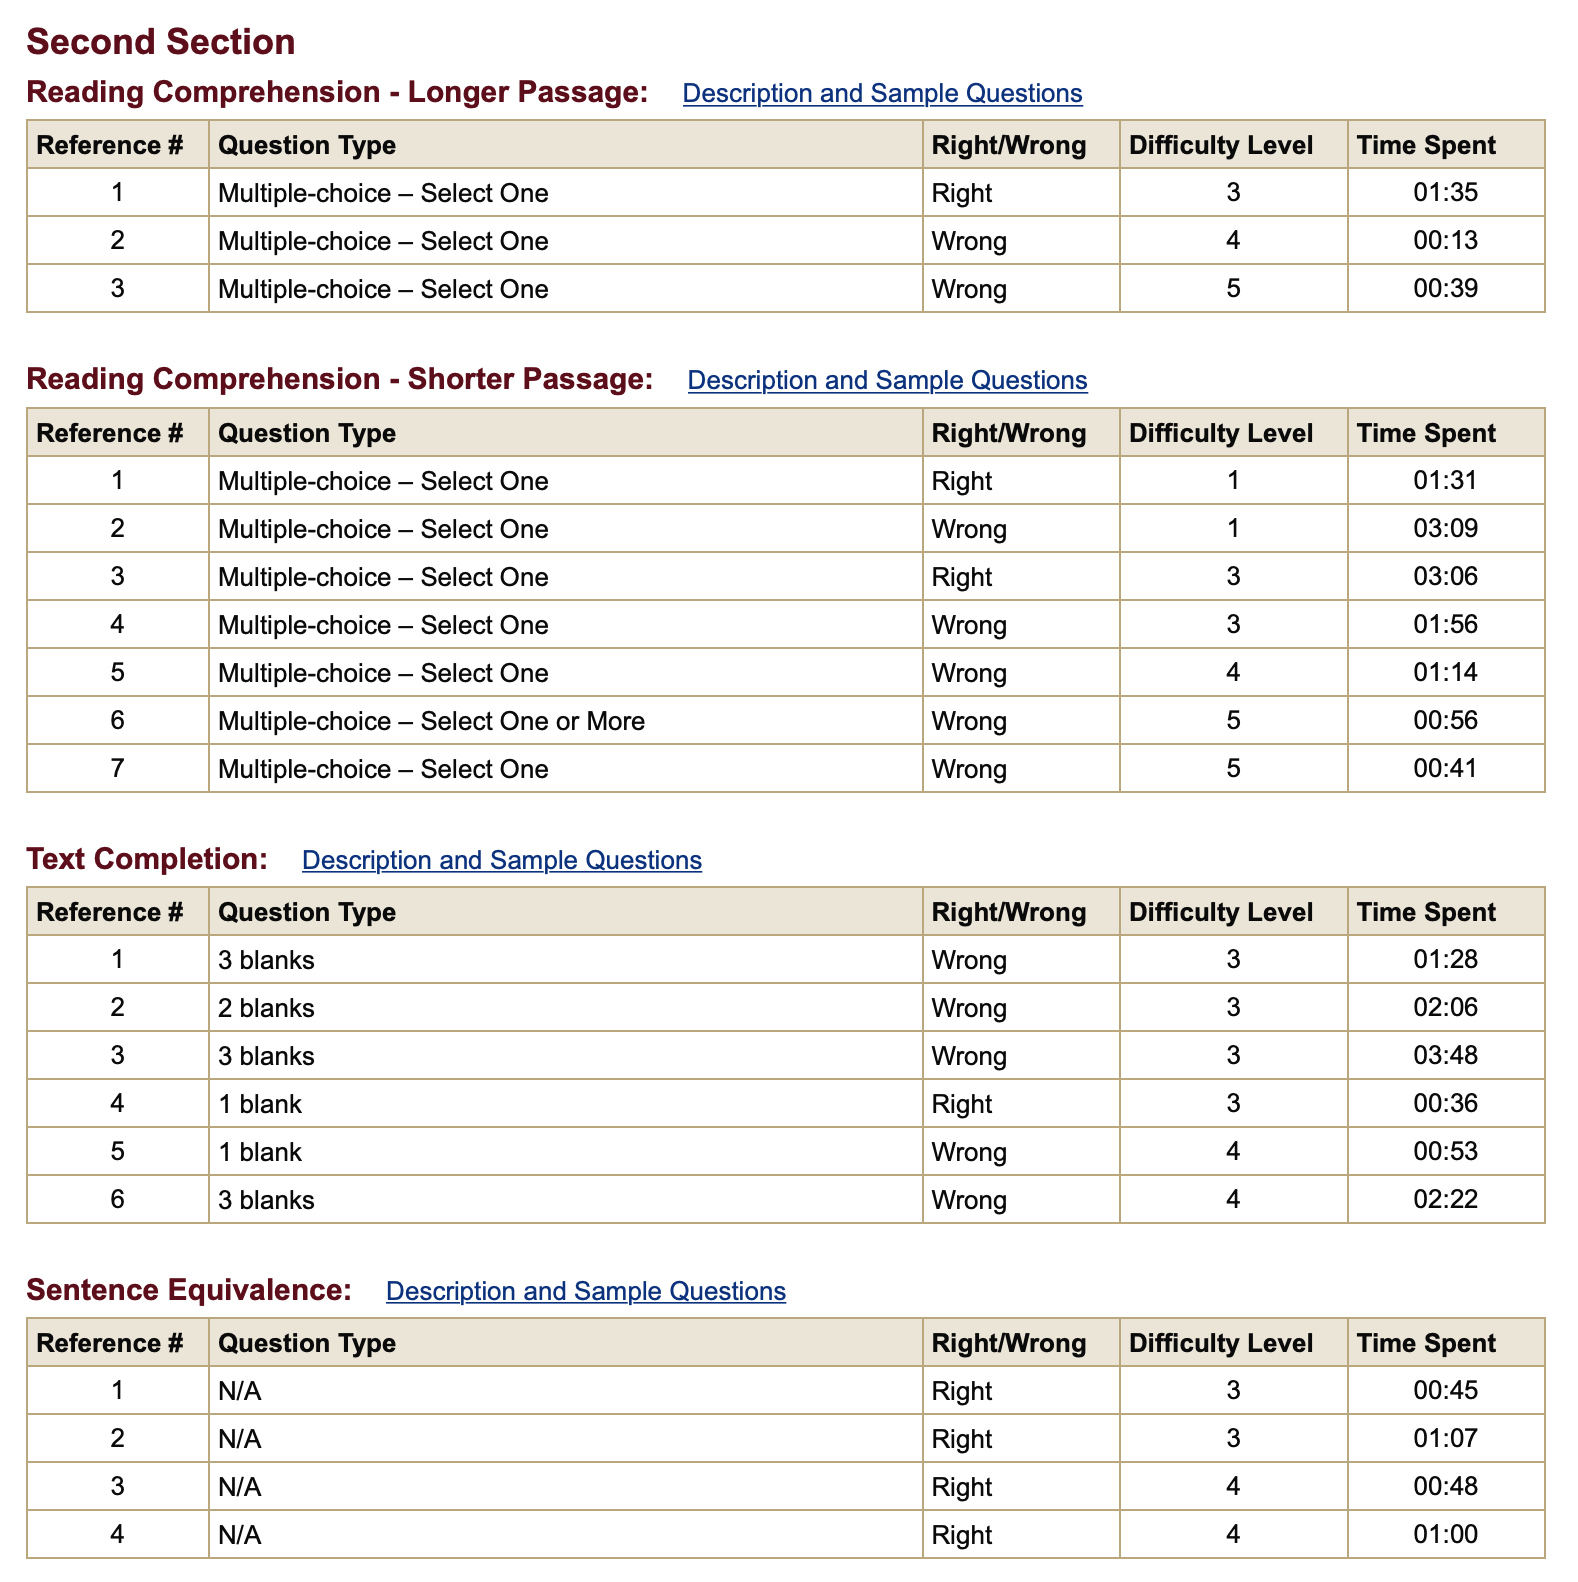 Second Section
Reading Comprehension - Longer Passage: Description and Sample Questions
Reference # Question Type Right/Wrong Difficulty Level Time Spent
1 Multiple-choice – Select One Right 3 01:35
2 Multiple-choice – Select One Wrong 4 00:13
3 Multiple-choice – Select One Wrong 5 00:39
Reading Comprehension - Shorter Passage: Description and Sample Questions
Reference # Question Type Right/Wrong Difficulty Level Time Spent
1 Multiple-choice – Select One Right 1 01:31
2 Multiple-choice – Select One Wrong 1 03:09
3 Multiple-choice – Select One Right 3 03:06
4 Multiple-choice – Select One Wrong 3 01:56
5 Multiple-choice – Select One Wrong 4 01:14
6 Multiple-choice – Select One or More Wrong 5 00:56
7 Multiple-choice – Select One Wrong 5 00:41
Text Completion: Description and Sample Questions
Reference # Question Type Right/Wrong Difficulty Level Time Spent
1 3 blanks Wrong 3 01:28
2 2 blanks Wrong 3 02:06
3 3 blanks Wrong 3 03:48
4 1 blank Right 3 00:36
5 1 blank Wrong 4 00:53
6 3 blanks Wrong 4 02:22
Sentence Equivalence: Description and Sample Questions
Reference # Question Type Right/Wrong Difficulty Level Time Spent
1 N/A Right 3 00:45
2 N/A Right 3 01:07
3 N/A Right 4 00:48
4 N/A Right 4 01:00